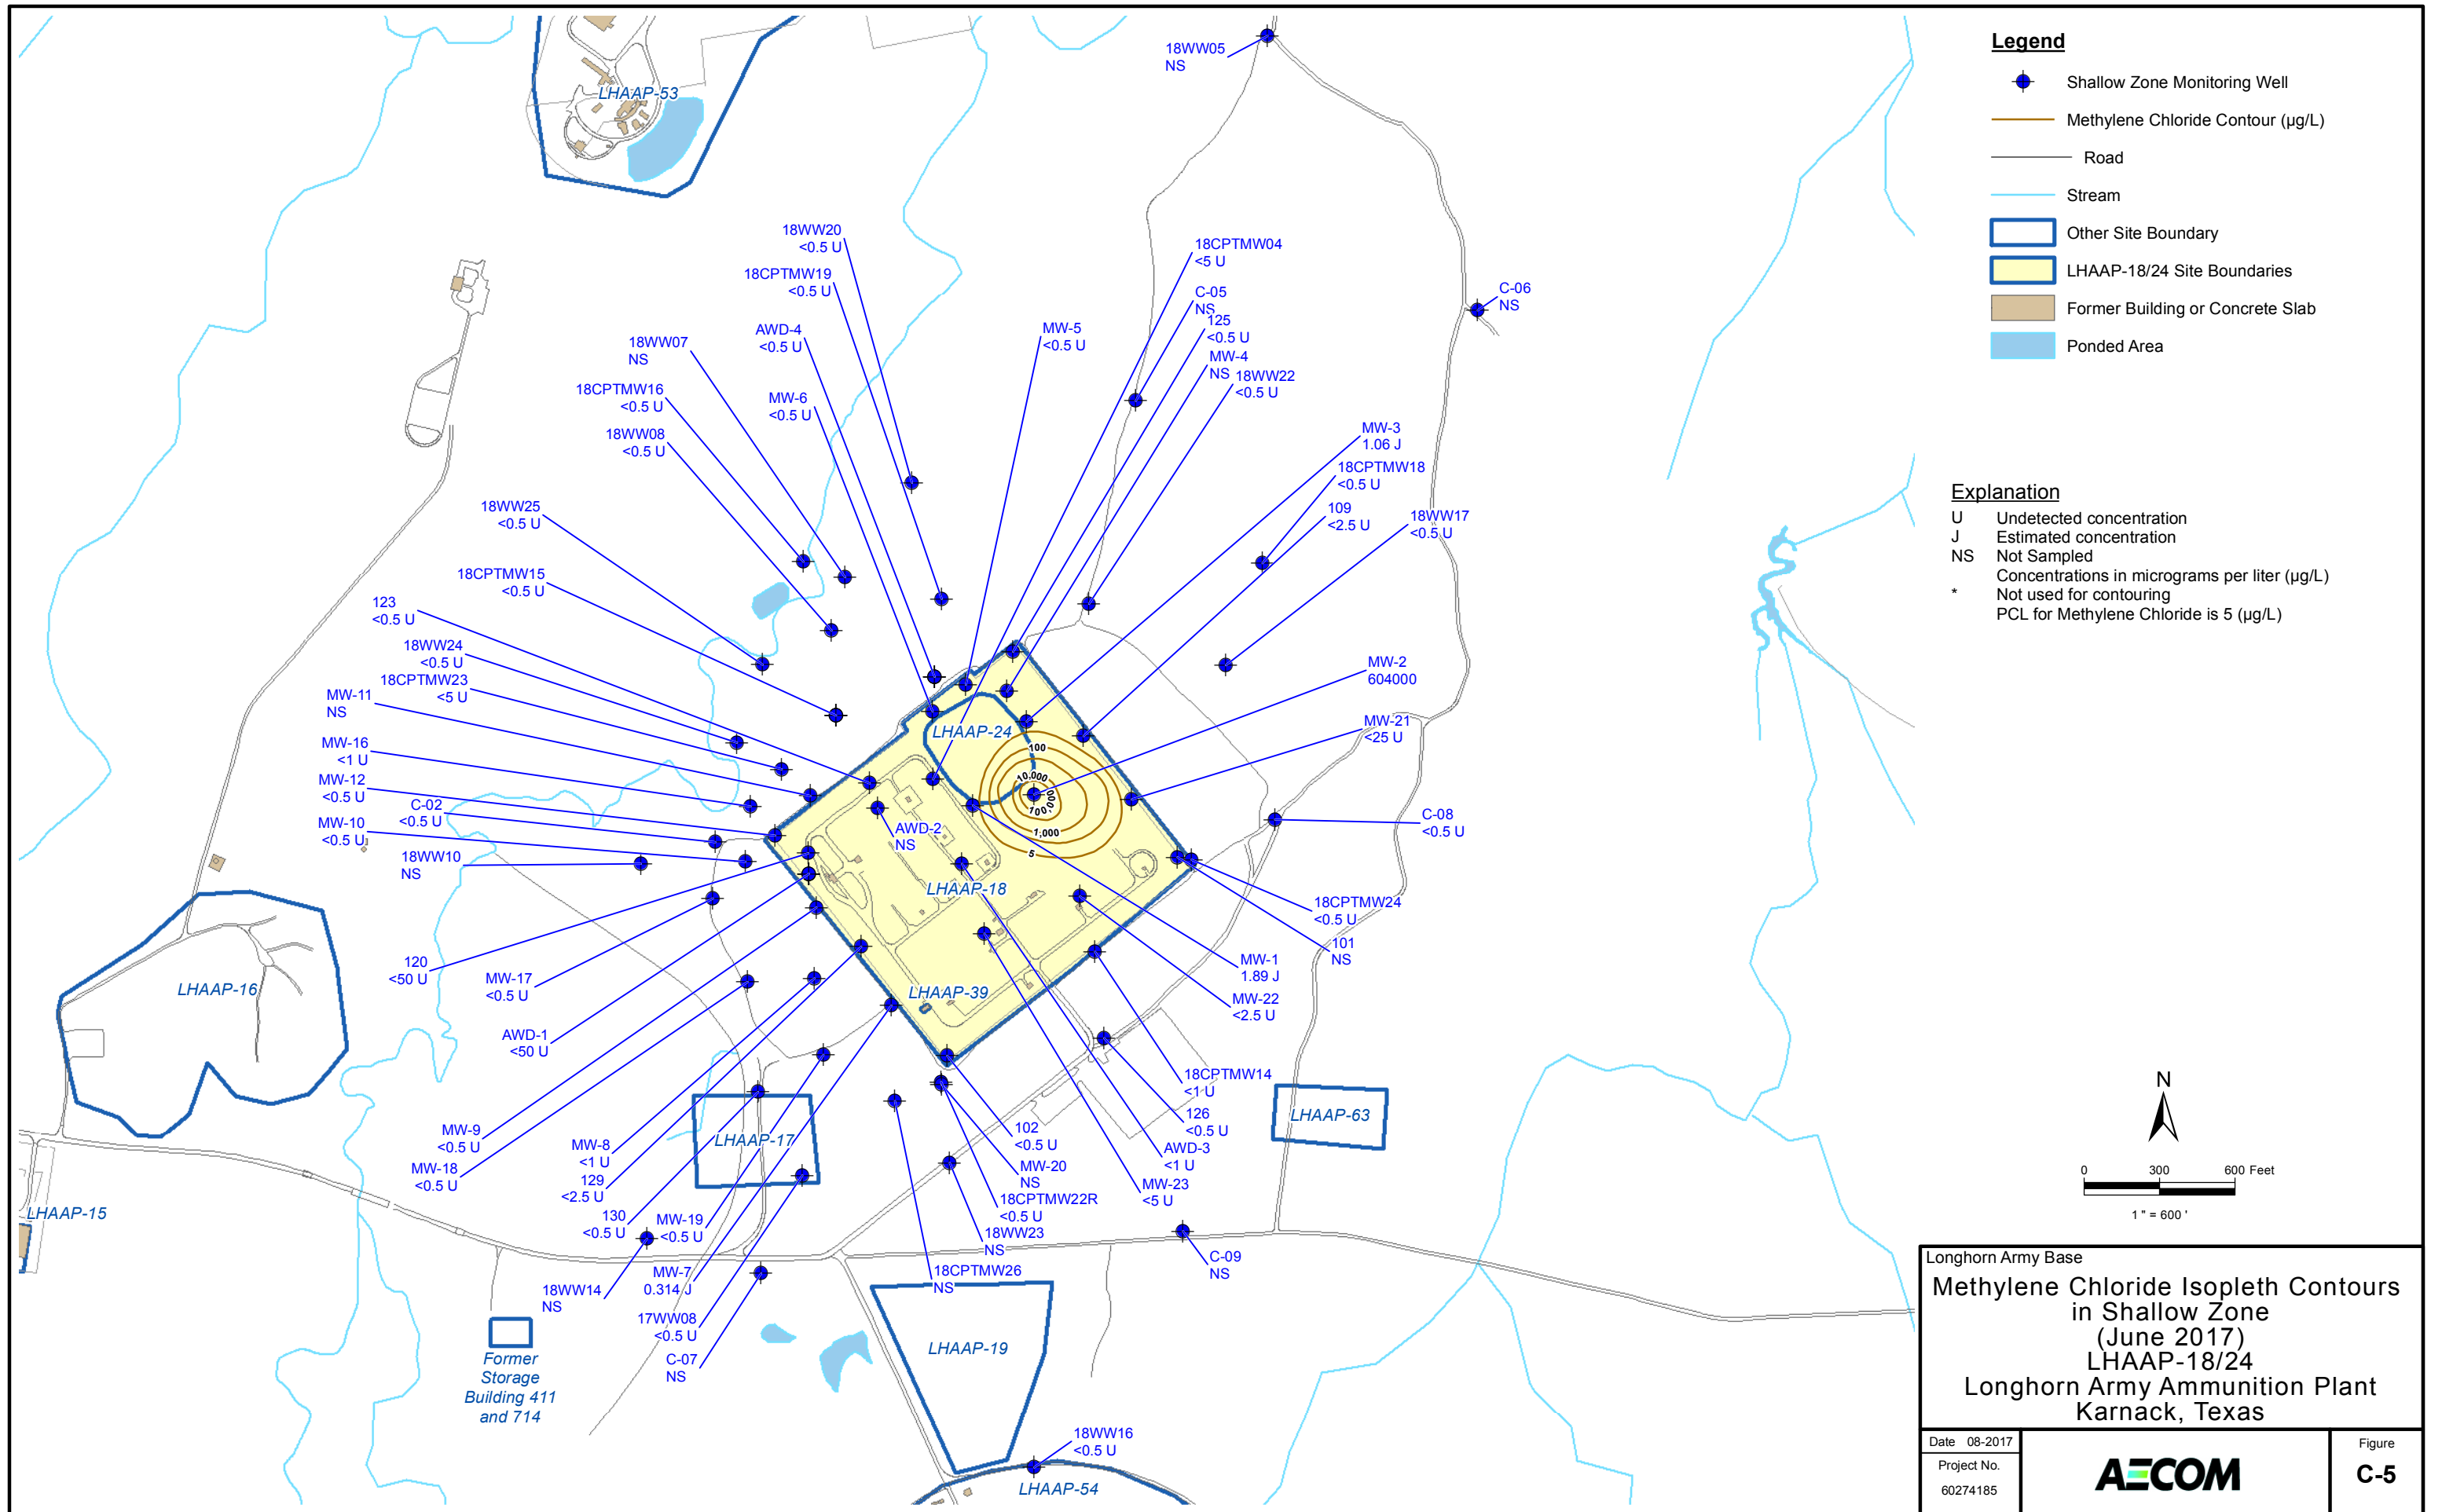 LHAAP-53
18WW05
NS
18WW20
<0.5 U
18CPTMW19
<0.5 U
AWD-4
<0.5 U
18WW07
NS
18CPTMW16
<0.5 U
MW-6
<0.5 U
18WW08
<0.5 U
MW-5
<0.5 U
18CPTMW04
<5 U
C-05
NS
125
<0.5 U
MW-4
NS
18WW22
<0.5 U
C-06
NS
MW-3
1.06 J
18CPTMW18
<0.5 U
109
<2.5 U
18WW17
<0.5 U
18WW25
<0.5 U
18CPTMW15
<0.5 U
123
<0.5 U
18WW24
<0.5 U
18CPTMW23
<5 U
MW-11
NS
MW-16
<1 U
MW-12
<0.5 U
C-02
<0.5 U
MW-10
<0.5 U
18WW10
NS
MW-2
604000
MW-21
<25 U
C-08
<0.5 U
LHAAP-24
100
10,000
100,000
1,000
5
AWD-2
NS
LHAAP-18
18CPTMW24
<0.5 U
101
NS
MW-1
1.89 J
MW-22
<2.5 U
LHAAP-16
120
<50 U
MW-17
<0.5 U
LHAAP-39
AWD-1
<50 U
18CPTMW14
<1 U
126
<0.5 U
AWD-3
<1 U
MW-23
<5 U
LHAAP-63
MW-9
<0.5 U
MW-18
<0.5 U
MW-8
<1 U
129
<2.5 U
130
<0.5 U
LHAAP-17
102
<0.5 U
MW-20
NS
18CPTMW22R
<0.5 U
18WW23
NS
MW-19
<0.5 U
LHAAP-15
18WW14
NS
MW-7
0.314 J
17WW08
<0.5 U
C-07
NS
18CPTMW26
NS
C-09
NS
LHAAP-19
Former
Storage
Building 411
and 714
18WW16
<0.5 U
LHAAP-54
Legend
Shallow Zone Monitoring Well
Methylene Chloride Contour (µg/L)
Road
Stream
Other Site Boundary
LHAAP-18/24 Site Boundaries
Former Building or Concrete Slab
Ponded Area
Explanation
U Undetected concentration
J Estimated concentration
NS Not Sampled
Concentrations in micrograms per liter (µg/L)
* Not used for contouring
PCL for Methylene Chloride is 5 (µg/L)
N
0 300 600 Feet
1 " = 600 '
Longhorn Army Base
Methylene Chloride Isopleth Contours
in Shallow Zone
(June 2017)
LHAAP-18/24
Longhorn Army Ammunition Plant
Karnack, Texas
Date 08-2017
Project No.
60274185
AECOM
Figure
C-5